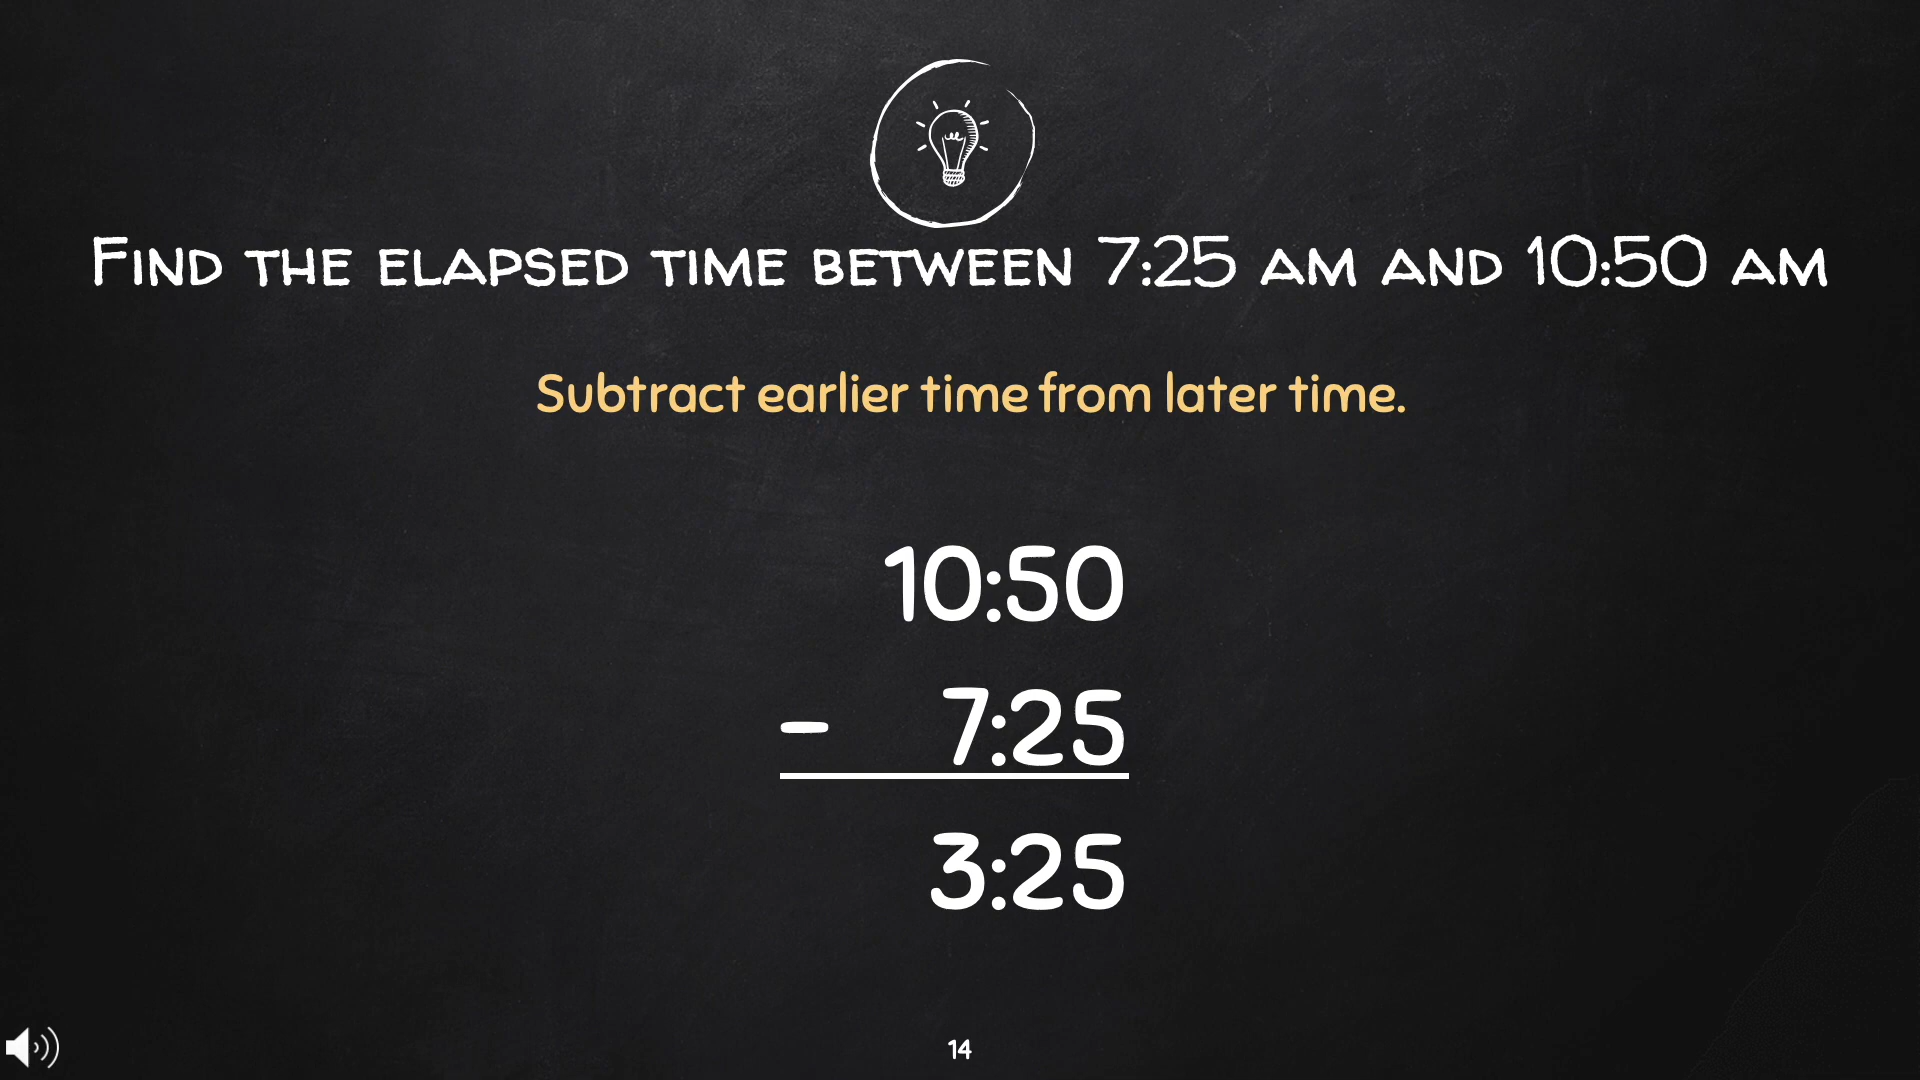 Find the elapsed time between 7:25 am and 10:50 am
Subtract earlier time from later time.
10:50
- 7:25
3:25
14